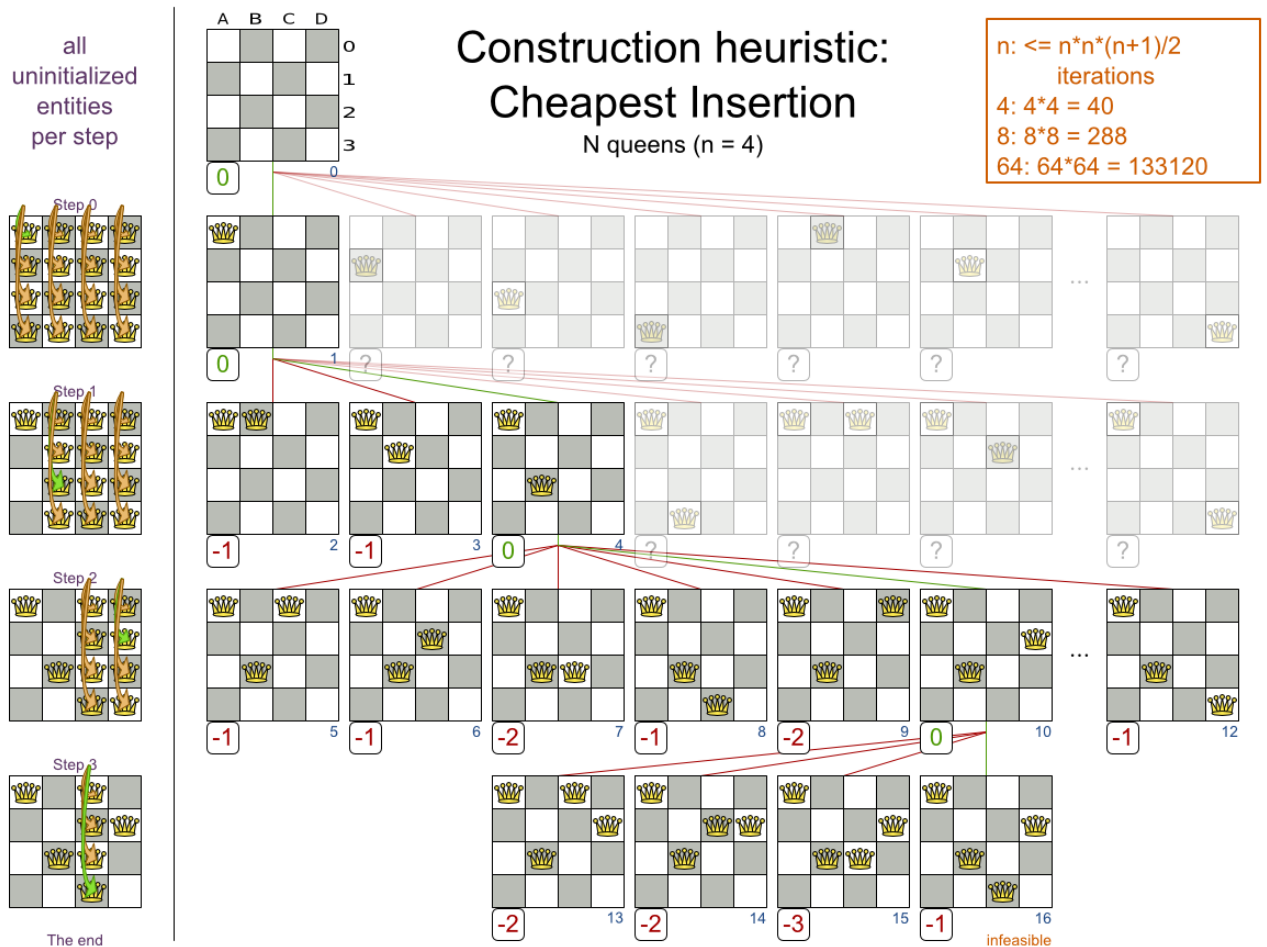 all
uninitialized
entities
per step
A B C D
0
1
2
3
Construction heuristic:
Cheapest Insertion
N queens (n = 4)
n: <= n*n*(n+1)/2
iterations
4: 4*4 = 40
8: 8*8 = 288
64: 64*64 = 133120
0 0
Step 0
...
0 1 ? ? ? ? ? ?
Step 1
...
-1 2 -1 3 0 4 ? ? ? ?
Step 2
...
-1 5 -1 6 -2 7 -1 8 -2 9 0 10 -1 12
Step 3
-2 13 -2 14 -3 15 -1 16
The end
infeasible